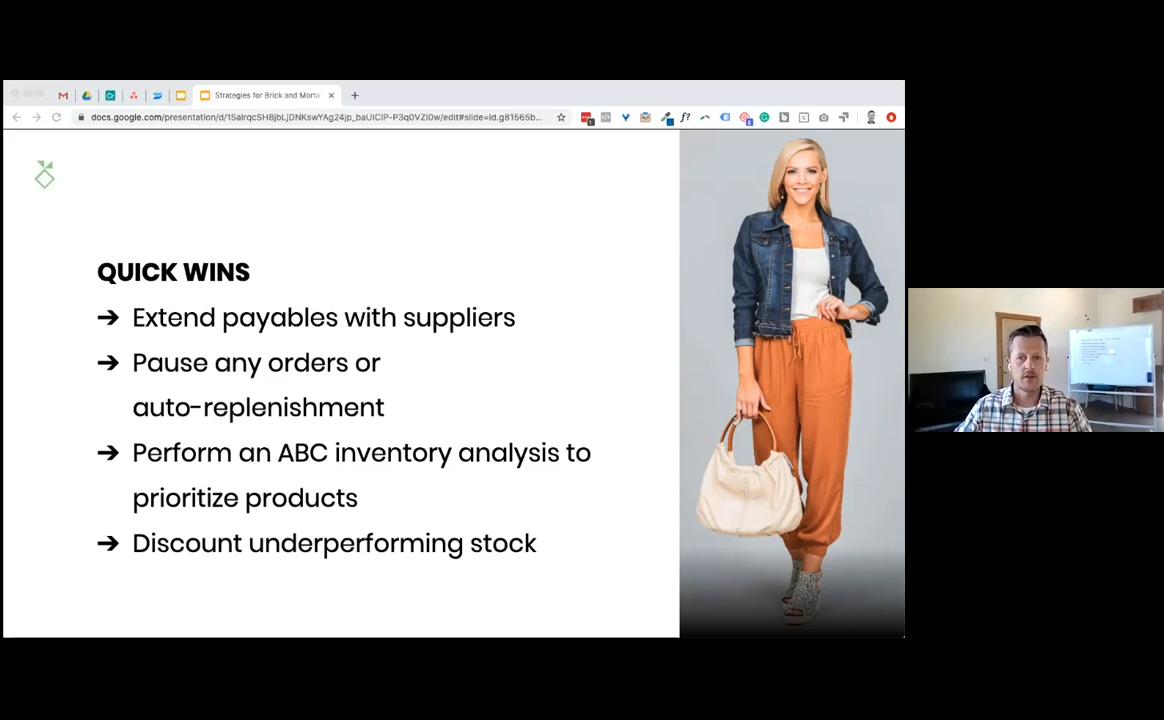 Strategies for Brick and Morta
docs.google.com/presentation/d/1SaIrqcSH8jbLjDNKswYAg24jp_baUlClP-P3q0VZi0w/edit#slide=id.g81565b...
QUICK WINS
➔ Extend payables with suppliers
➔ Pause any orders or
auto-replenishment
➔ Perform an ABC inventory analysis to
prioritize products
➔ Discount underperforming stock